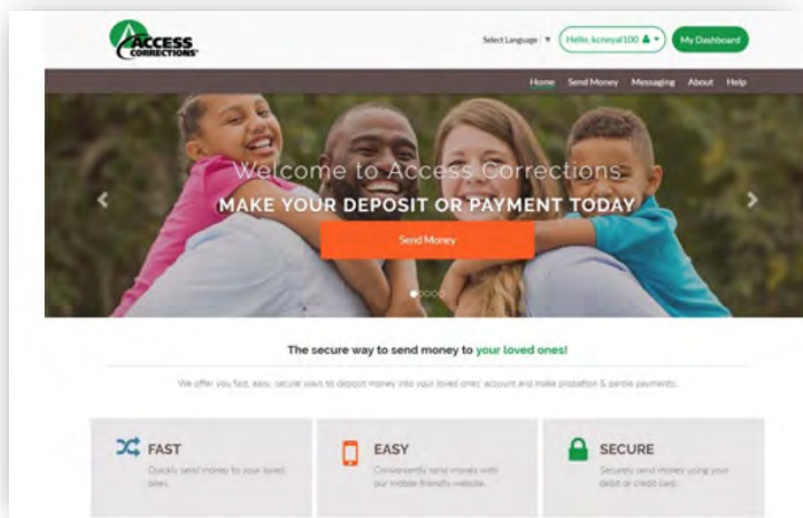 ACCESS
CORRECTIONS
Select Language ▼
Hello, kcneyal100
My Dashboard
Home Send Money Messaging About Help
Welcome to Access Corrections
MAKE YOUR DEPOSIT OR PAYMENT TODAY
Send Money
The secure way to send money to your loved ones!
We offer you fast, easy, secure ways to deposit money into your loved ones' account and make probation & parole payments.
FAST
Quickly send money to your loved
ones.
EASY
Conveniently send money with
our mobile-friendly website.
SECURE
Securely send money using your
debit or credit card.